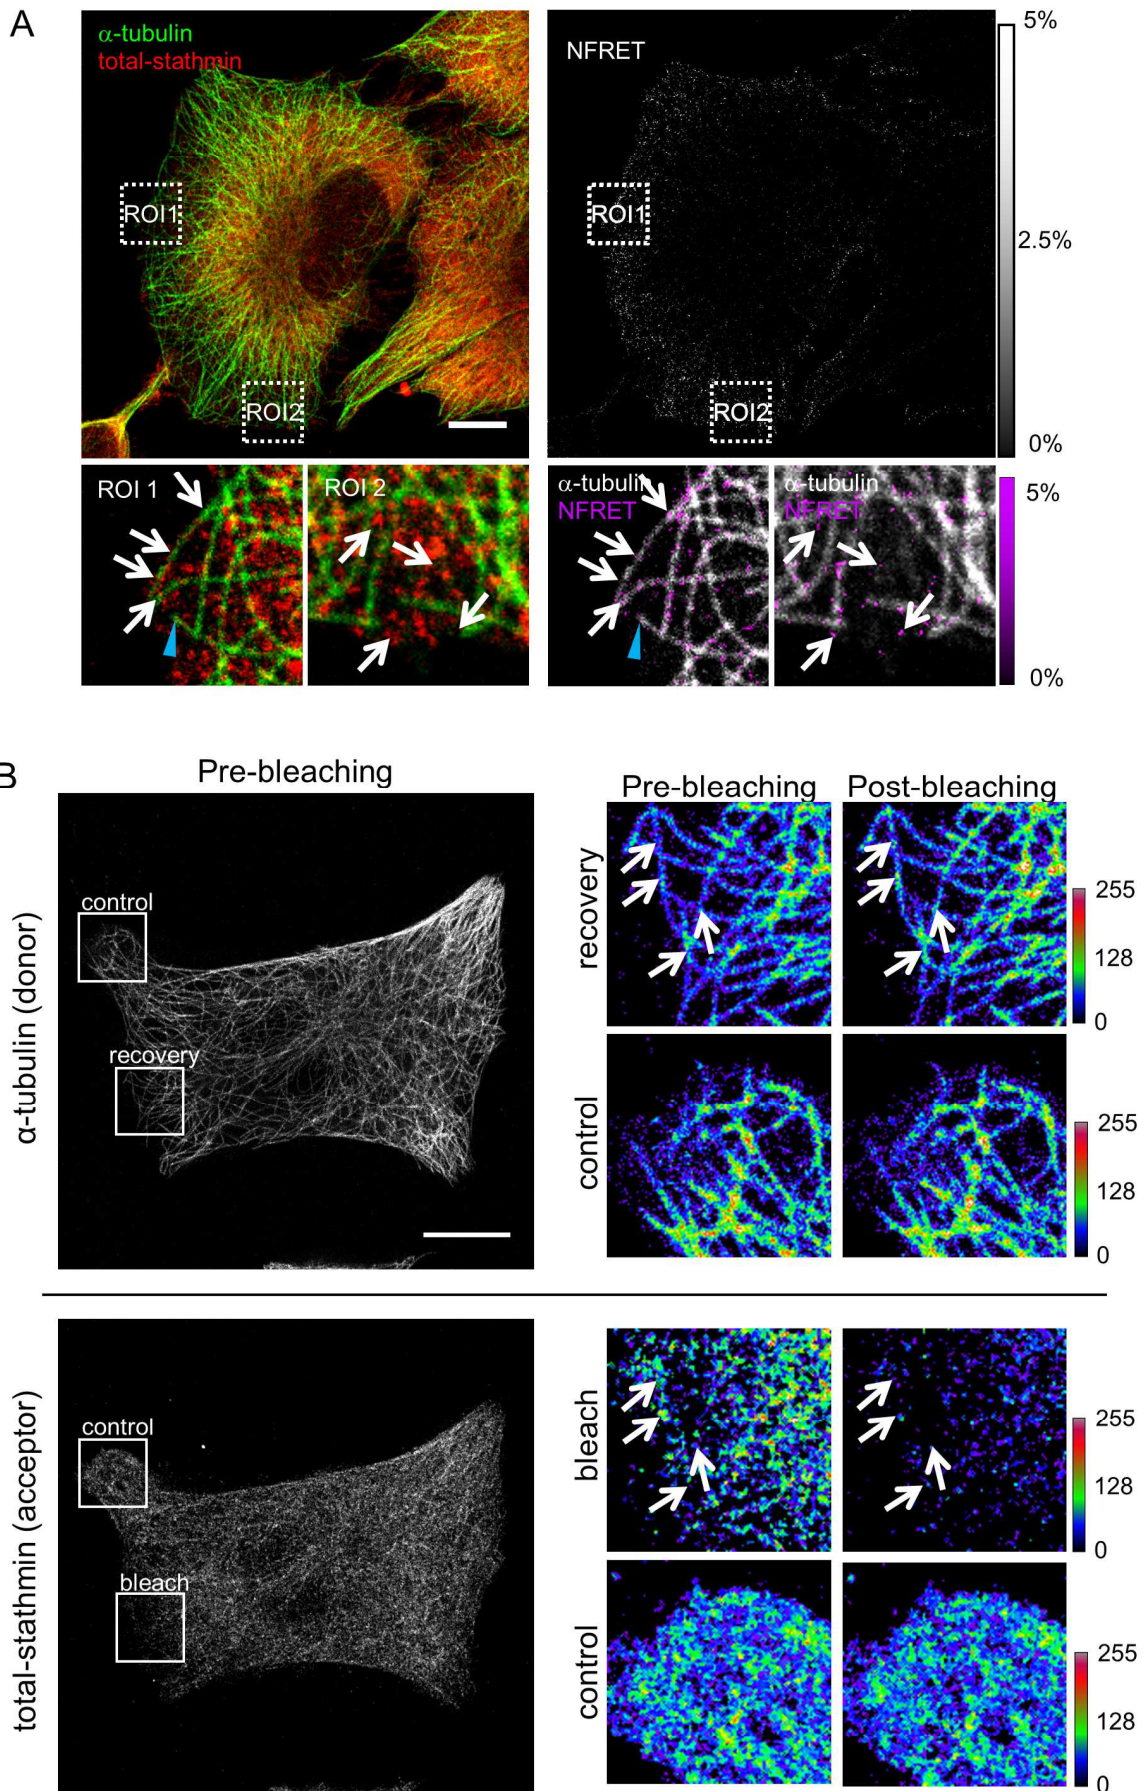 A
α-tubulin
total-stathmin
ROI1
ROI2
NFRET
ROI1
ROI2
5%
2.5%
0%
ROI 1
ROI 2
α-tubulin
NFRET
α-tubulin
NFRET
5%
0%
B
Pre-bleaching
Pre-bleaching
Post-bleaching
α-tubulin (donor)
control
recovery
recovery
255
128
0
control
255
128
0
total-stathmin (acceptor)
control
bleach
bleach
255
128
0
control
255
128
0